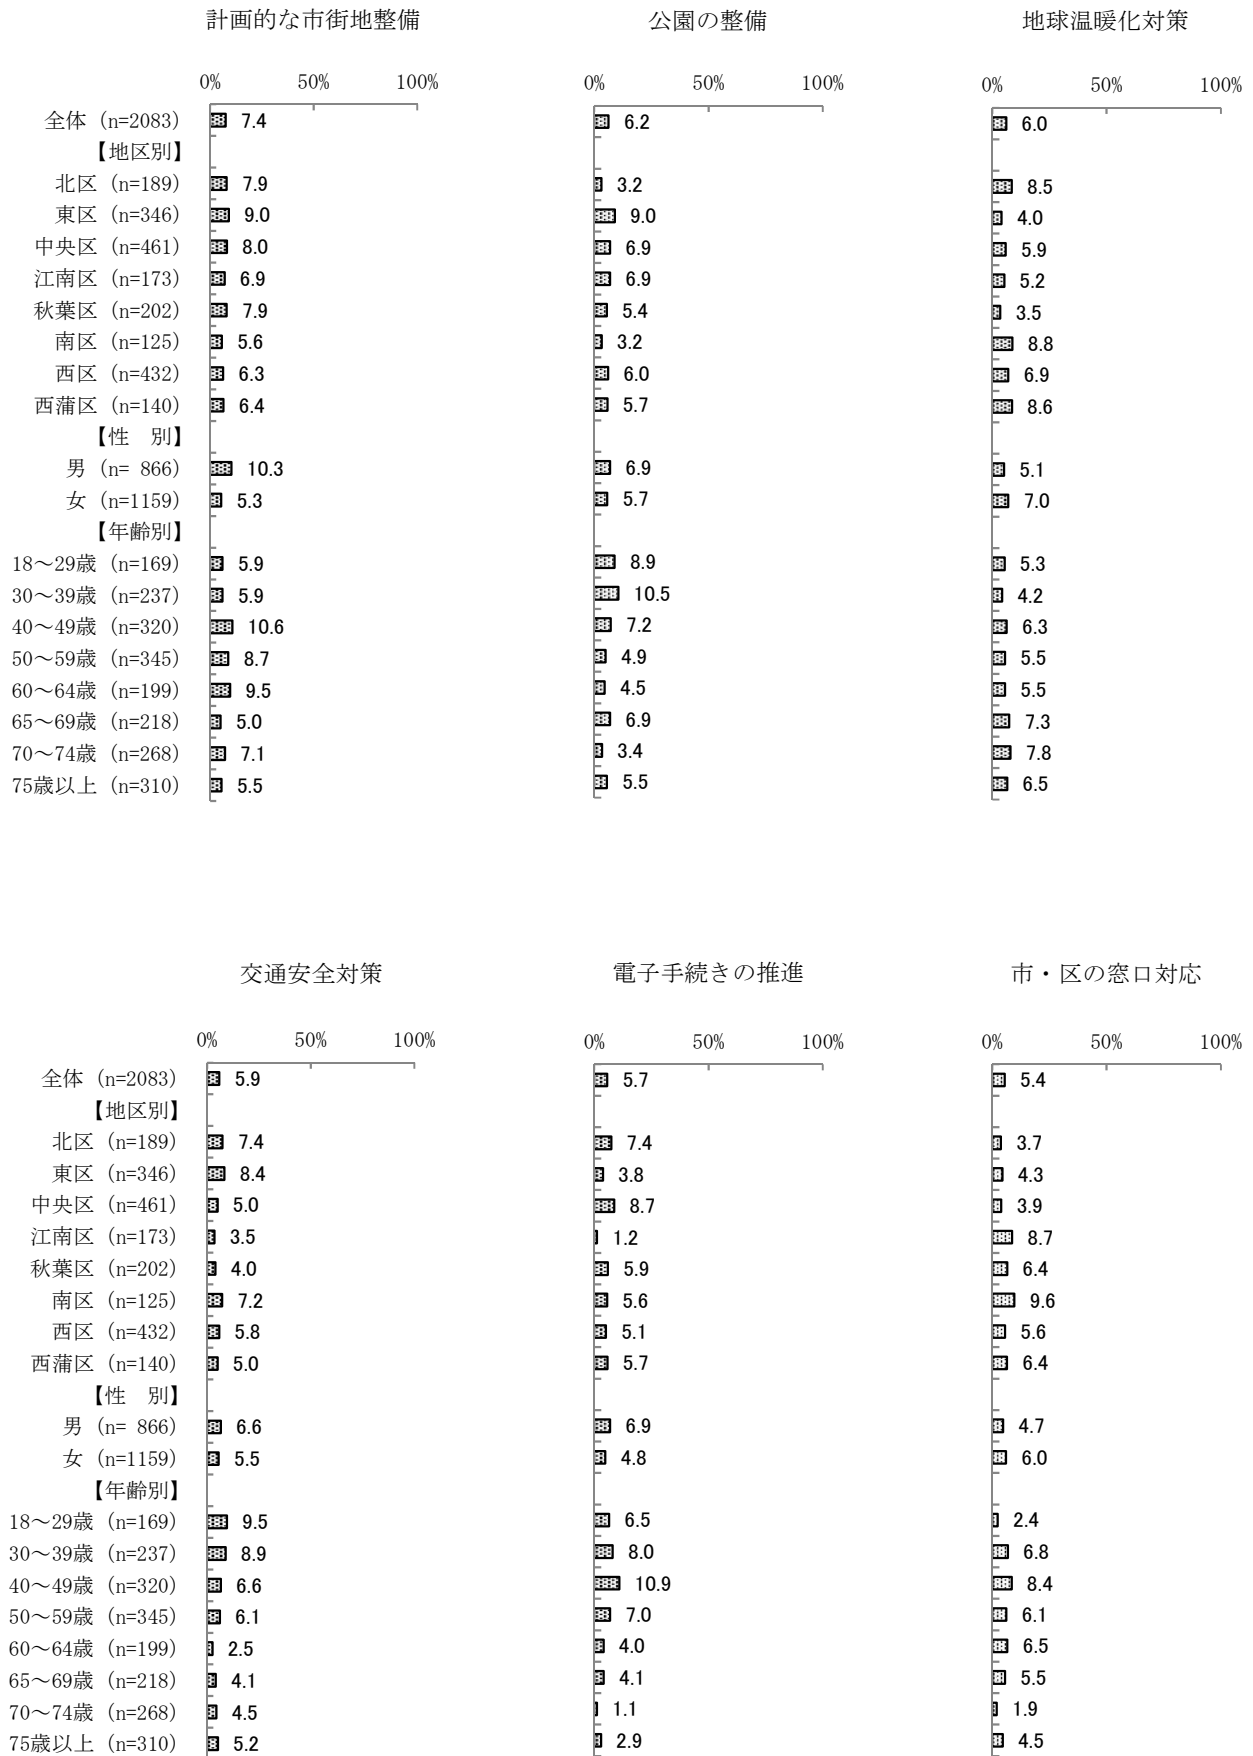 計画的な市街地整備 公園の整備 地球温暖化対策
0% 50% 100% 0% 50% 100% 0% 50% 100%
全体 (n=2083) 7.4 6.2 6.0
【地区別】
北区 (n=189) 7.9 3.2 8.5
東区 (n=346) 9.0 9.0 4.0
中央区 (n=461) 8.0 6.9 5.9
江南区 (n=173) 6.9 6.9 5.2
秋葉区 (n=202) 7.9 5.4 3.5
南区 (n=125) 5.6 3.2 8.8
西区 (n=432) 6.3 6.0 6.9
西蒲区 (n=140) 6.4 5.7 8.6
【性　別】
男 (n= 866) 10.3 6.9 5.1
女 (n=1159) 5.3 5.7 7.0
【年齢別】
18～29歳 (n=169) 5.9 8.9 5.3
30～39歳 (n=237) 5.9 10.5 4.2
40～49歳 (n=320) 10.6 7.2 6.3
50～59歳 (n=345) 8.7 4.9 5.5
60～64歳 (n=199) 9.5 4.5 5.5
65～69歳 (n=218) 5.0 6.9 7.3
70～74歳 (n=268) 7.1 3.4 7.8
75歳以上 (n=310) 5.5 5.5 6.5
交通安全対策 電子手続きの推進 市・区の窓口対応
0% 50% 100% 0% 50% 100% 0% 50% 100%
全体 (n=2083) 5.9 5.7 5.4
【地区別】
北区 (n=189) 7.4 7.4 3.7
東区 (n=346) 8.4 3.8 4.3
中央区 (n=461) 5.0 8.7 3.9
江南区 (n=173) 3.5 1.2 8.7
秋葉区 (n=202) 4.0 5.9 6.4
南区 (n=125) 7.2 5.6 9.6
西区 (n=432) 5.8 5.1 5.6
西蒲区 (n=140) 5.0 5.7 6.4
【性　別】
男 (n= 866) 6.6 6.9 4.7
女 (n=1159) 5.5 4.8 6.0
【年齢別】
18～29歳 (n=169) 9.5 6.5 2.4
30～39歳 (n=237) 8.9 8.0 6.8
40～49歳 (n=320) 6.6 10.9 8.4
50～59歳 (n=345) 6.1 7.0 6.1
60～64歳 (n=199) 2.5 4.0 6.5
65～69歳 (n=218) 4.1 4.1 5.5
70～74歳 (n=268) 4.5 1.1 1.9
75歳以上 (n=310) 5.2 2.9 4.5